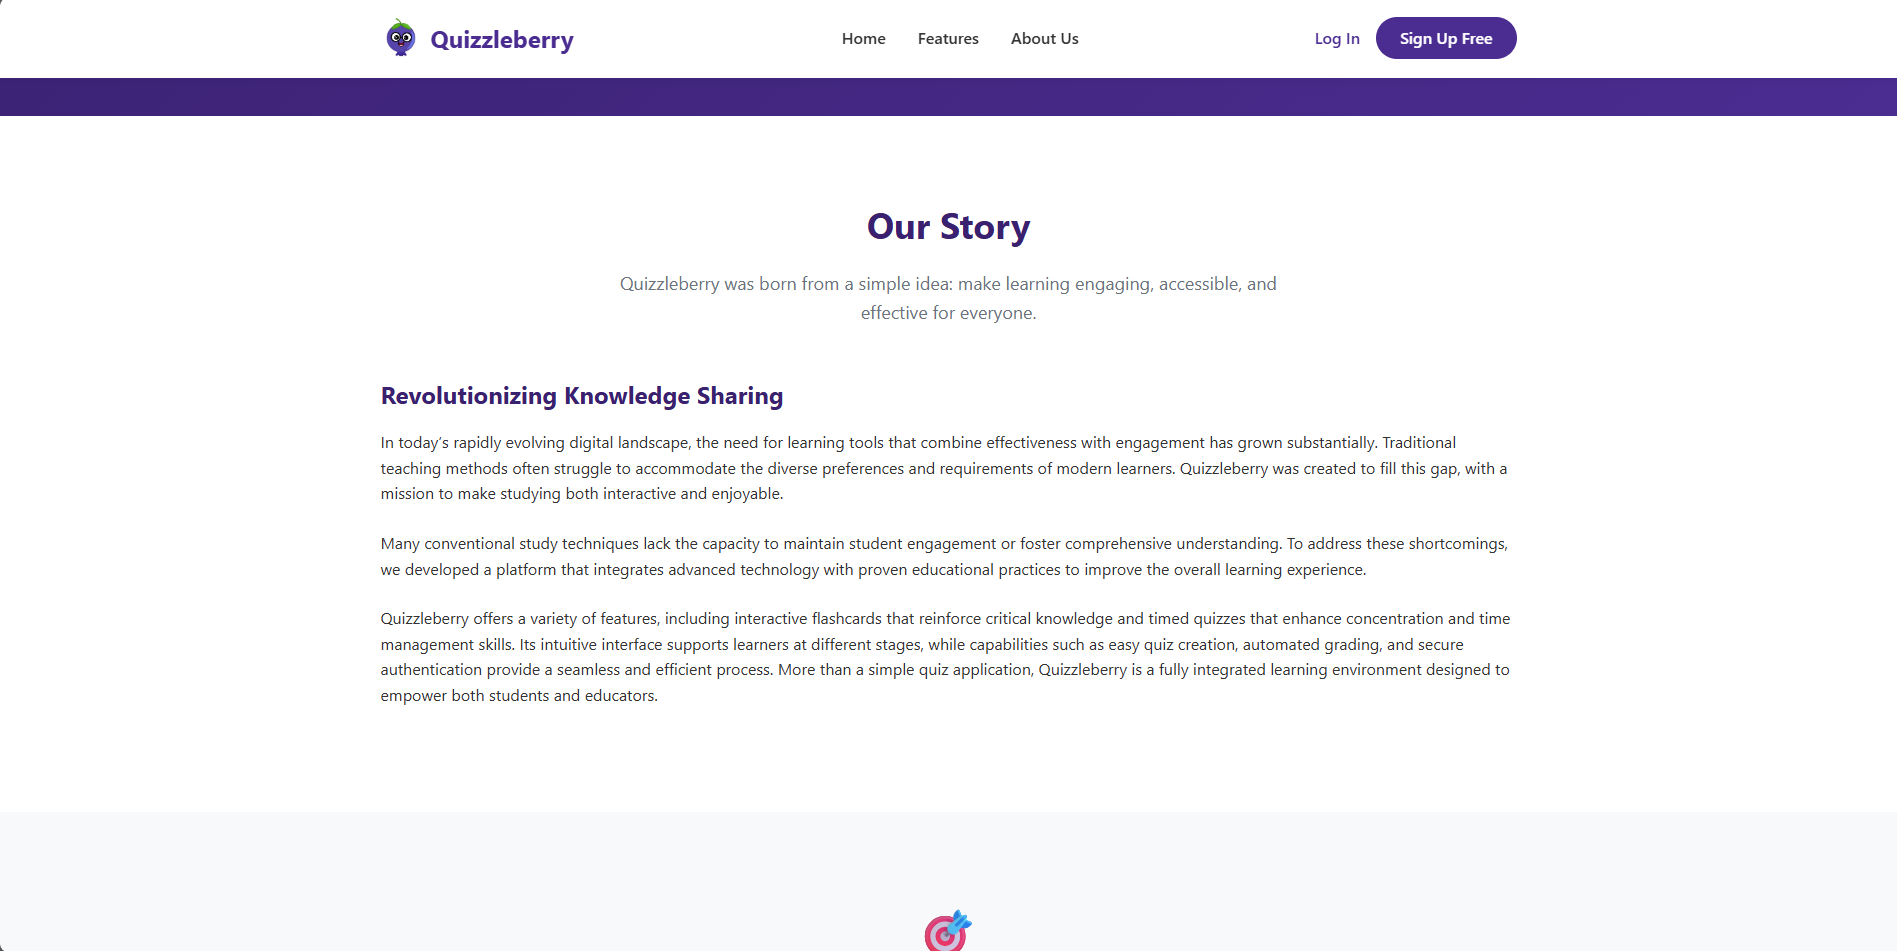 Quizzleberry
Home
Features
About Us
Log In
Sign Up Free
Our Story
Quizzleberry was born from a simple idea: make learning engaging, accessible, and
effective for everyone.
Revolutionizing Knowledge Sharing
In today's rapidly evolving digital landscape, the need for learning tools that combine effectiveness with engagement has grown substantially. Traditional
teaching methods often struggle to accommodate the diverse preferences and requirements of modern learners. Quizzleberry was created to fill this gap, with a
mission to make studying both interactive and enjoyable.
Many conventional study techniques lack the capacity to maintain student engagement or foster comprehensive understanding. To address these shortcomings,
we developed a platform that integrates advanced technology with proven educational practices to improve the overall learning experience.
Quizzleberry offers a variety of features, including interactive flashcards that reinforce critical knowledge and timed quizzes that enhance concentration and time
management skills. Its intuitive interface supports learners at different stages, while capabilities such as easy quiz creation, automated grading, and secure
authentication provide a seamless and efficient process. More than a simple quiz application, Quizzleberry is a fully integrated learning environment designed to
empower both students and educators.